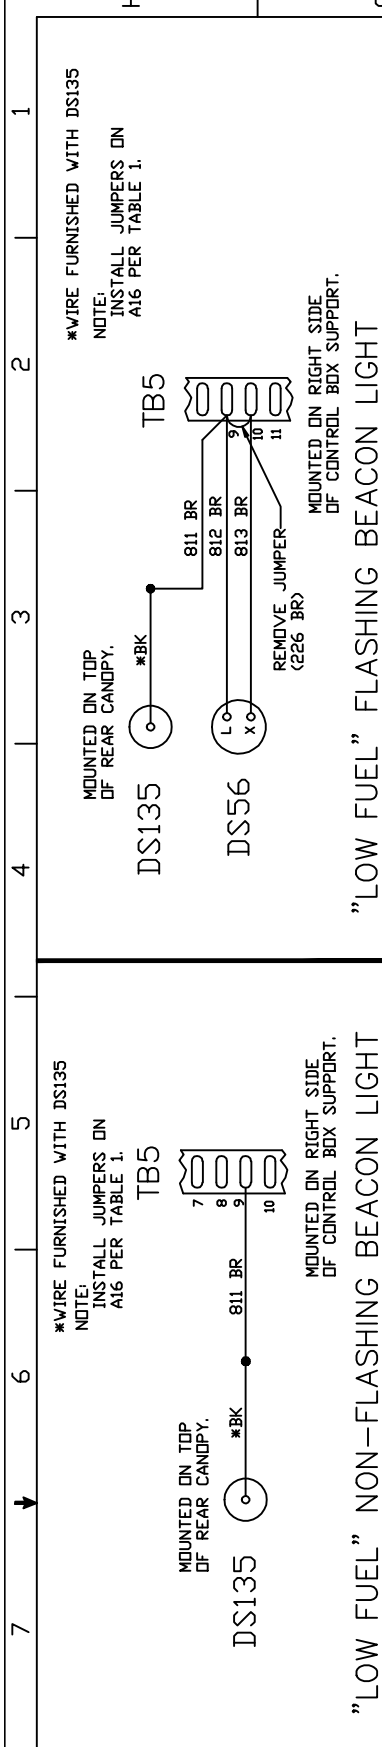 1
2
3
4
5
6
7
*WIRE FURNISHED WITH DS135
NOTE:
INSTALL JUMPERS ON
A16 PER TABLE 1.
TB5
MOUNTED ON TOP
OF REAR CANOPY.
DS135
*BK
811 BR
7
8
9
10
MOUNTED ON RIGHT SIDE
OF CONTROL BOX SUPPORT.
"LOW FUEL" NON-FLASHING BEACON LIGHT
*WIRE FURNISHED WITH DS135
NOTE:
INSTALL JUMPERS ON
A16 PER TABLE 1.
TB5
MOUNTED ON TOP
OF REAR CANOPY.
DS135
*BK
811 BR
812 BR
813 BR
DS56
L
X
9
10
11
REMOVE JUMPER
(226 BR)
MOUNTED ON RIGHT SIDE
OF CONTROL BOX SUPPORT.
"LOW FUEL" FLASHING BEACON LIGHT